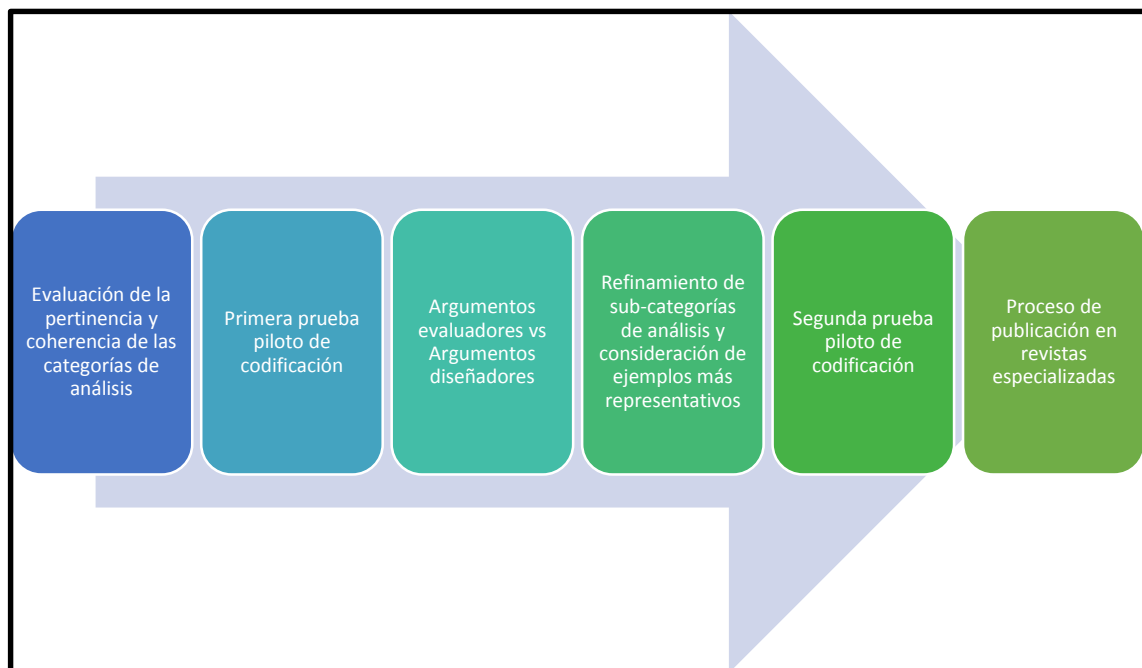 Evaluación de la
pertinencia y
coherencia de las
categorías de
análisis
Primera prueba
piloto de
codificación
Argumentos
evaluadores vs
Argumentos
diseñadores
Refinamiento de
sub-categorías
de análisis y
consideración de
ejemplos más
representativos
Segunda prueba
piloto de
codificación
Proceso de
publicación en
revistas
especializadas